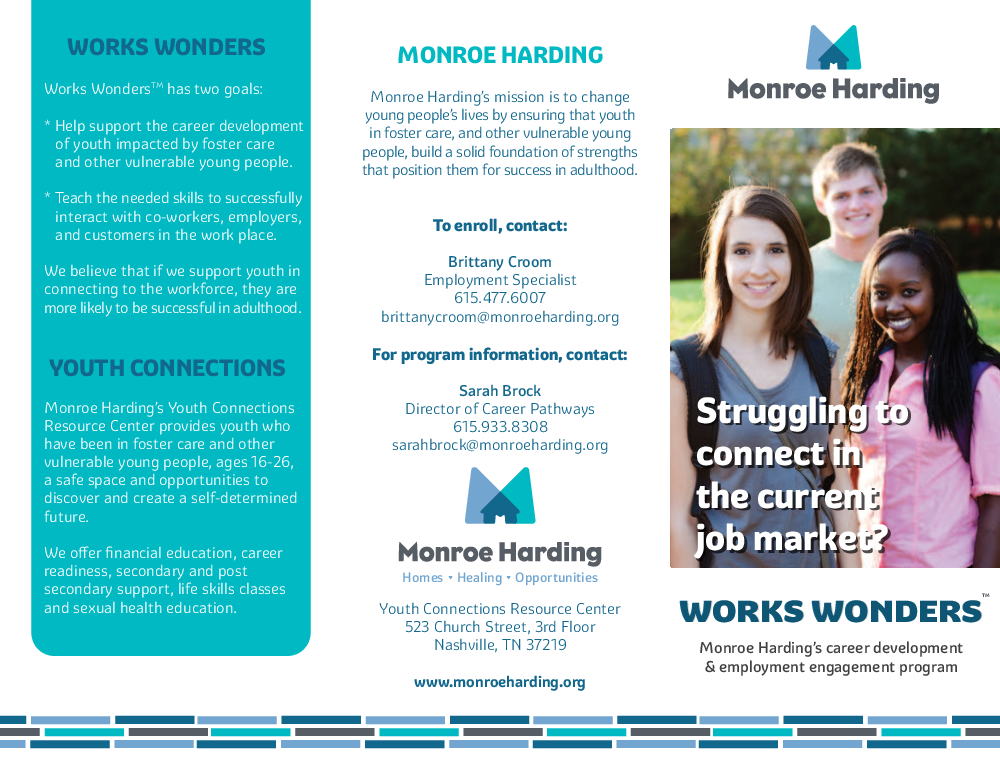 WORKS WONDERS
Works Wonders™ has two goals:
* Help support the career development
of youth impacted by foster care
and other vulnerable young people.
* Teach the needed skills to successfully
interact with co-workers, employers,
and customers in the work place.
We believe that if we support youth in
connecting to the workforce, they are
more likely to be successful in adulthood.
YOUTH CONNECTIONS
Monroe Harding's Youth Connections
Resource Center provides youth who
have been in foster care and other
vulnerable young people, ages 16-26,
a safe space and opportunities to
discover and create a self-determined
future.
We offer financial education, career
readiness, secondary and post
secondary support, life skills classes
and sexual health education.
MONROE HARDING
Monroe Harding's mission is to change
young people's lives by ensuring that youth
in foster care, and other vulnerable young
people, build a solid foundation of strengths
that position them for success in adulthood.
To enroll, contact:
Brittany Croom
Employment Specialist
615.477.6007
brittanycroom@monroeharding.org
For program information, contact:
Sarah Brock
Director of Career Pathways
615.933.8308
sarahbrock@monroeharding.org
Monroe Harding
Homes • Healing • Opportunities
Youth Connections Resource Center
523 Church Street, 3rd Floor
Nashville, TN 37219
www.monroeharding.org
Monroe Harding
Struggling to
connect in
the current
job market?
WORKS WONDERS™
Monroe Harding's career development
& employment engagement program